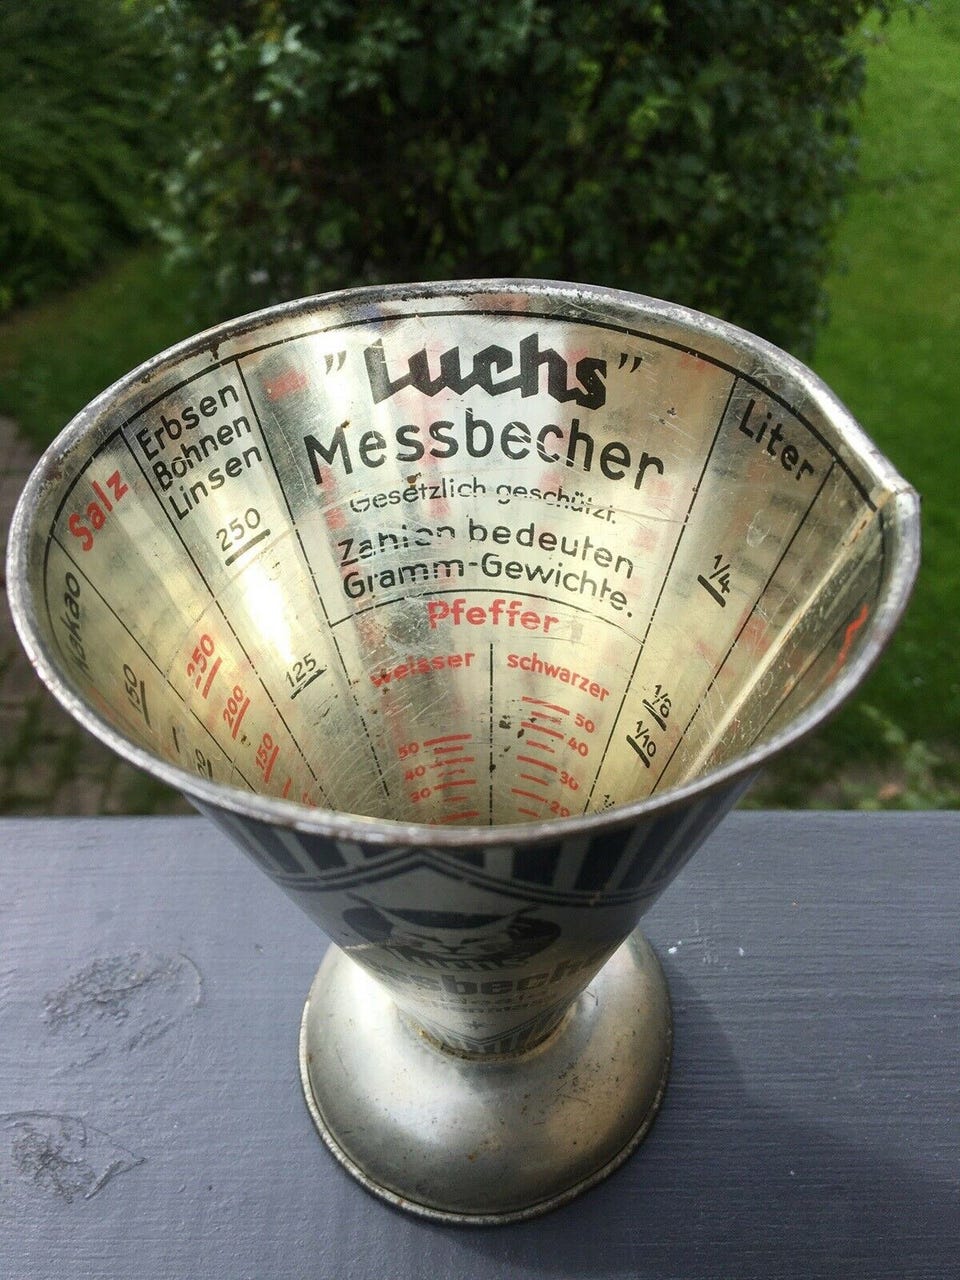 "Luchs"
Messbecher
Gesetzlich geschützt.
Zahlen bedeuten
Gramm-Gewichte.
Pfeffer
weisser
50
40
30
schwarzer
50
40
30
20
Liter
1/4
1/8
1/10
Erbsen
Bohnen
Linsen
250
125
Salz
250
200
150
Kakao
150